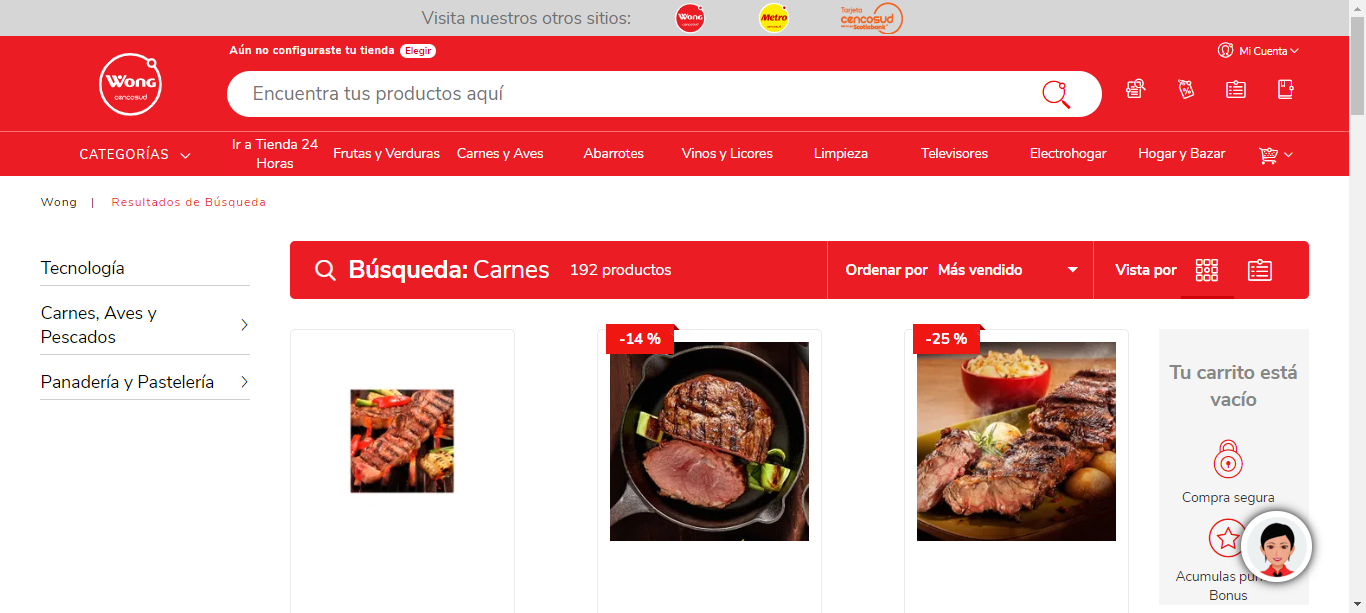 Visita nuestros otros sitios:
Wong
cencosud
Metro
cencosud
Tarjeta
cencosud
Scotiabank
Aún no configuraste tu tienda
Elegir
Mi Cuenta
Wong
cencosud
Encuentra tus productos aquí
CATEGORÍAS
Ir a Tienda 24
Horas
Frutas y Verduras
Carnes y Aves
Abarrotes
Vinos y Licores
Limpieza
Televisores
Electrohogar
Hogar y Bazar
Wong | Resultados de Búsqueda
Tecnología
Carnes, Aves y
Pescados
Panadería y Pastelería
Búsqueda: Carnes
192 productos
Ordenar por Más vendido
Vista por
-14 %
-25 %
Tu carrito está
vacío
Compra segura
Acumulas
Bonus